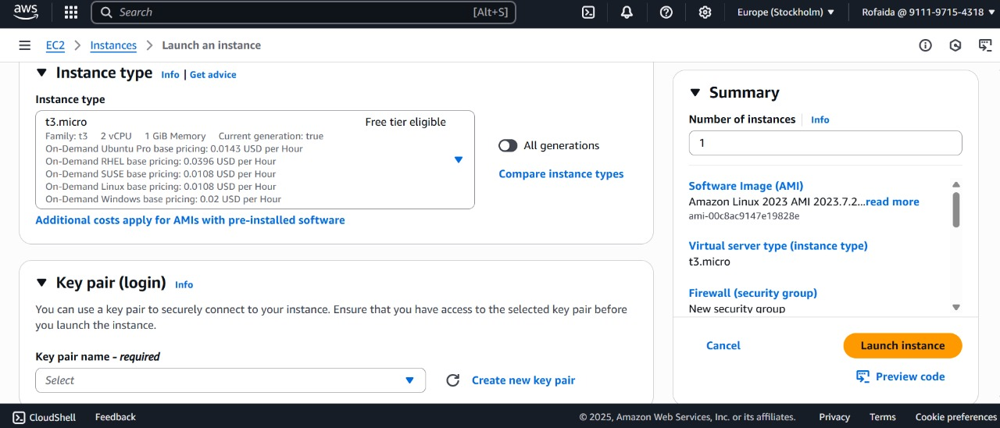 aws
Search [Alt+S]
Europe (Stockholm)
Rofaida @ 9111-9715-4318
EC2 > Instances > Launch an instance
Instance type Info | Get advice
Instance type
t3.micro Free tier eligible
Family: t3 2 vCPU 1 GiB Memory Current generation: true
On-Demand Ubuntu Pro base pricing: 0.0143 USD per Hour
On-Demand RHEL base pricing: 0.0396 USD per Hour
On-Demand SUSE base pricing: 0.0108 USD per Hour
On-Demand Linux base pricing: 0.0108 USD per Hour
On-Demand Windows base pricing: 0.02 USD per Hour
All generations
Compare instance types
Additional costs apply for AMIs with pre-installed software
Key pair (login) Info
You can use a key pair to securely connect to your instance. Ensure that you have access to the selected key pair before
you launch the instance.
Key pair name - required
Select
Create new key pair
Summary
Number of instances Info
1
Software Image (AMI)
Amazon Linux 2023 AMI 2023.7.2...read more
ami-00c8ac9147e19828e
Virtual server type (instance type)
t3.micro
Firewall (security group)
New security group
Cancel
Launch instance
Preview code
CloudShell Feedback
© 2025, Amazon Web Services, Inc. or its affiliates. Privacy Terms Cookie preferences